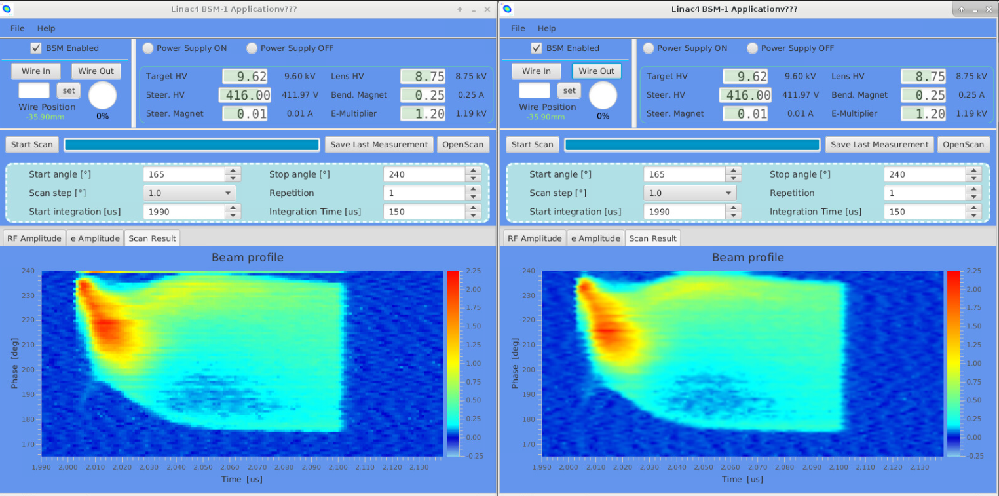 Linac4 BSM-1 Applicationv???
File Help
BSM Enabled
Power Supply ON Power Supply OFF
Wire In Wire Out
set
Wire Position
-35.90mm
0%
Target HV 9.62 9.60 kV Lens HV 8.75 8.75 kV
Steer. HV 416.00 411.97 V Bend. Magnet 0.25 0.25 A
Steer. Magnet 0.01 0.01 A E-Multiplier 1.20 1.19 kV
Start Scan Save Last Measurement OpenScan
Start angle [°] 165 Stop angle [°] 240
Scan step [°] 1.0 Repetition 1
Start integration [us] 1990 Integration Time [us] 150
RF Amplitude e Amplitude Scan Result
Beam profile
240
230
220
210
200
190
180
170
Phase [deg]
2.25
2.00
1.75
1.50
1.25
1.00
0.75
0.50
0.25
0.00
-0.25
1,990 2,000 2,010 2,020 2,030 2,040 2,050 2,060 2,070 2,080 2,090 2,100 2,110 2,120 2,130
Time [us]
Linac4 BSM-1 Applicationv???
File Help
BSM Enabled
Power Supply ON Power Supply OFF
Wire In Wire Out
set
Wire Position
-35.90mm
0%
Target HV 9.62 9.60 kV Lens HV 8.75 8.75 kV
Steer. HV 416.00 411.97 V Bend. Magnet 0.25 0.25 A
Steer. Magnet 0.01 0.01 A E-Multiplier 1.20 1.19 kV
Start Scan Save Last Measurement OpenScan
Start angle [°] 165 Stop angle [°] 240
Scan step [°] 1.0 Repetition 1
Start integration [us] 1990 Integration Time [us] 150
RF Amplitude e Amplitude Scan Result
Beam profile
240
230
220
210
200
190
180
170
Phase [deg]
2.25
2.00
1.75
1.50
1.25
1.00
0.75
0.50
0.25
0.00
-0.25
1,990 2,000 2,010 2,020 2,030 2,040 2,050 2,060 2,070 2,080 2,090 2,100 2,110 2,120 2,130
Time [us]